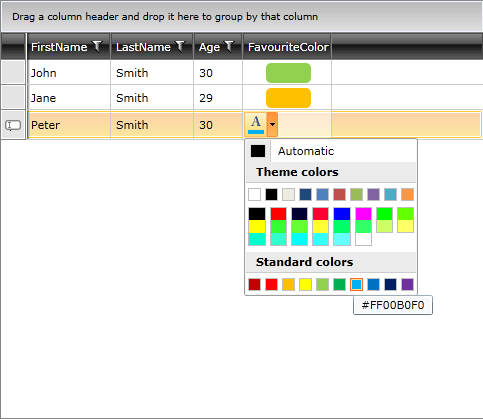 Drag a column header and drop it here to group by that column
FirstName LastName Age FavouriteColor
John Smith 30
Jane Smith 29
Peter Smith 30 A
Automatic
Theme colors
Standard colors
#FF00B0F0